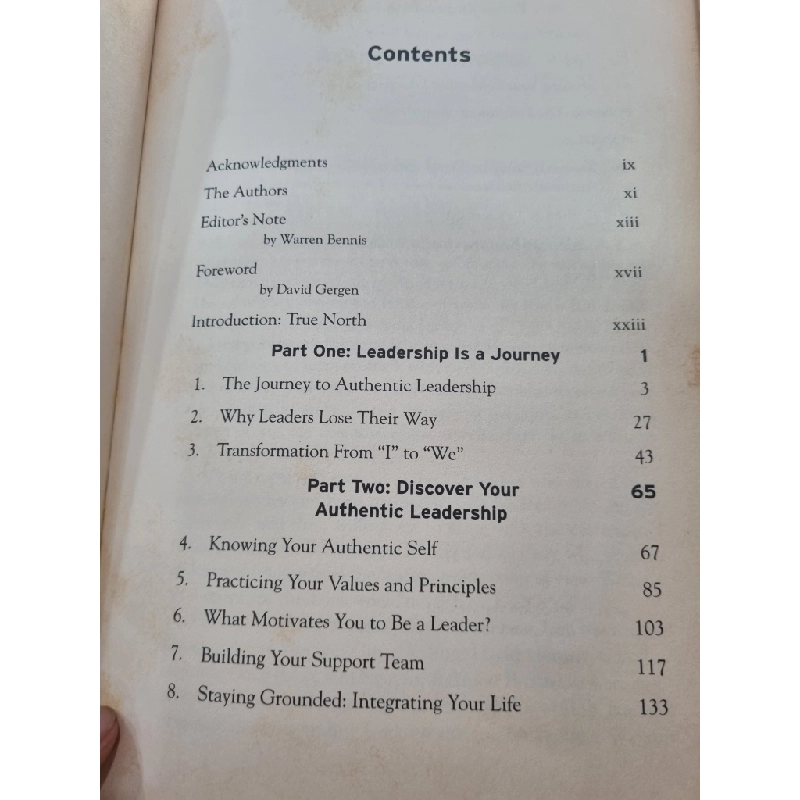 Contents
Acknowledgments ix
The Authors xi
Editor's Note xiii
by Warren Bennis
Foreword xvii
by David Gergen
Introduction: True North xxiii
Part One: Leadership Is a Journey 1
1. The Journey to Authentic Leadership 3
2. Why Leaders Lose Their Way 27
3. Transformation From “I” to “We” 43
Part Two: Discover Your 65
Authentic Leadership
4. Knowing Your Authentic Self 67
5. Practicing Your Values and Principles 85
6. What Motivates You to Be a Leader? 103
7. Building Your Support Team 117
8. Staying Grounded: Integrating Your Life 133